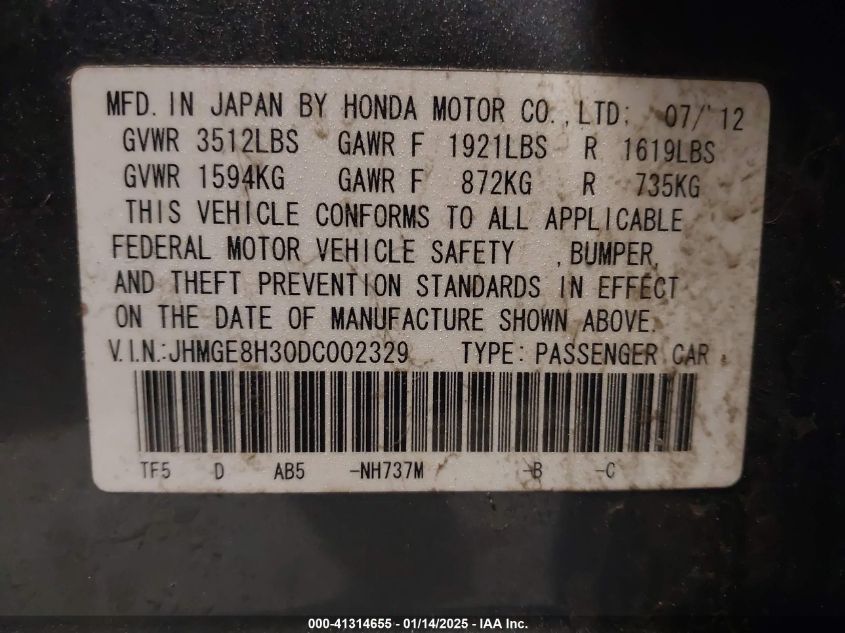 MFD. IN JAPAN BY HONDA MOTOR CO., LTD: 07/'12
GVWR 3512LBS GAWR F 1921LBS R 1619LBS
GVWR 1594KG GAWR F 872KG R 735KG
THIS VEHICLE CONFORMS TO ALL APPLICABLE
FEDERAL MOTOR VEHICLE SAFETY , BUMPER,
AND THEFT PREVENTION STANDARDS IN EFFECT
ON THE DATE OF MANUFACTURE SHOWN ABOVE.
V.I.N.:JHMGE8H30DC002329 TYPE: PASSENGER CAR
TF5 D AB5 -NH737M -B -C
000-41314655 - 01/14/2025 - IAA Inc.